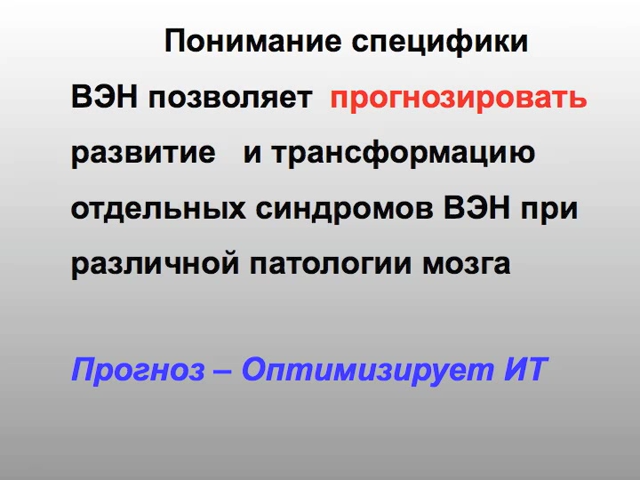 Понимание специфики
ВЭН позволяет прогнозировать
развитие и трансформацию
отдельных синдромов ВЭН при
различной патологии мозга
Прогноз – Оптимизирует ИТ